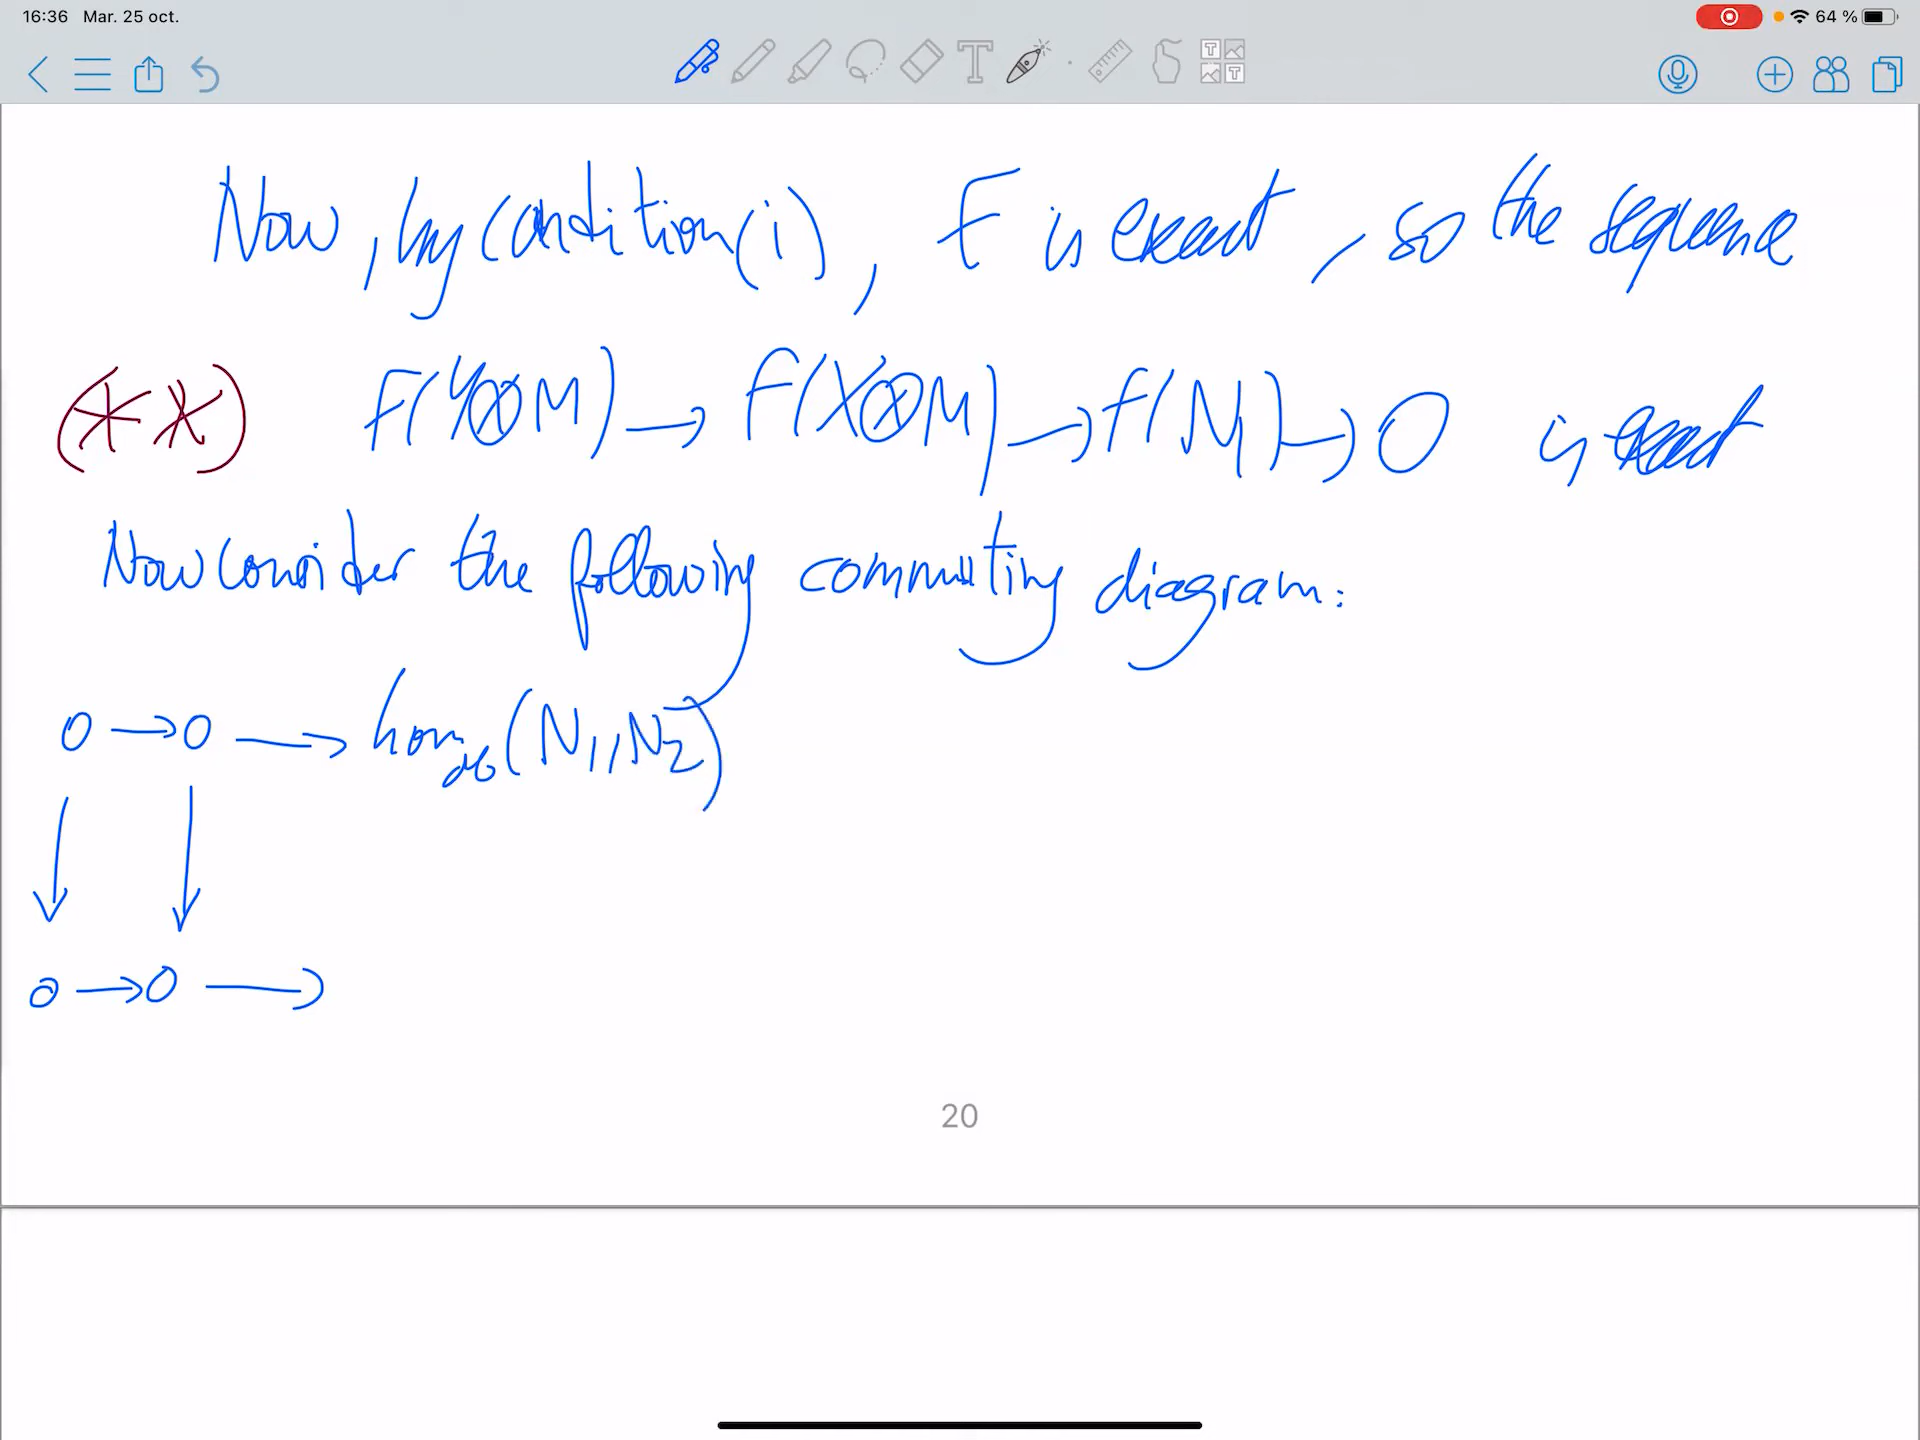 16:36 Mar. 25 oct. 64 %
Now, by condition (i), F is exact, so the sequence
(**) F(Y⊗M) → F(X⊗M) → F(N₁) → 0 is exact
Now consider the following commuting diagram:
0 → 0 → hom (N₁, N₂)
0 → 0 →
20